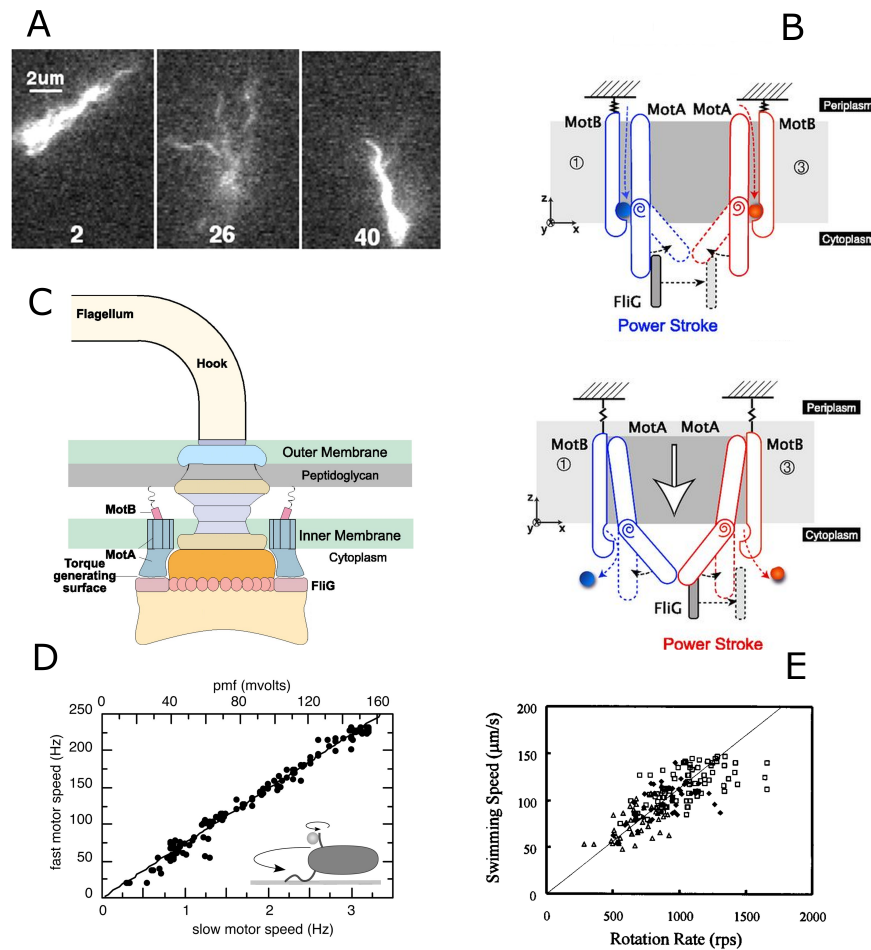 A
2um
2
26
40
B
MotA MotA
Periplasm
MotB
MotB
①
③
z
y
x
Cytoplasm
FliG
Power Stroke
Periplasm
MotA MotA
MotB
MotB
①
③
z
y
x
Cytoplasm
FliG
Power Stroke
C
Flagellum
Hook
Outer Membrane
Peptidoglycan
MotB
Inner Membrane
MotA
Cytoplasm
Torque
generating
surface
FliG
D
pmf (mvolts)
0 40 80 120 160
250
200
150
100
50
0
fast motor speed (Hz)
0 1 2 3
slow motor speed (Hz)
E
200
150
100
50
0
Swimming Speed (µm/s)
0 500 1000 1500 2000
Rotation Rate (rps)